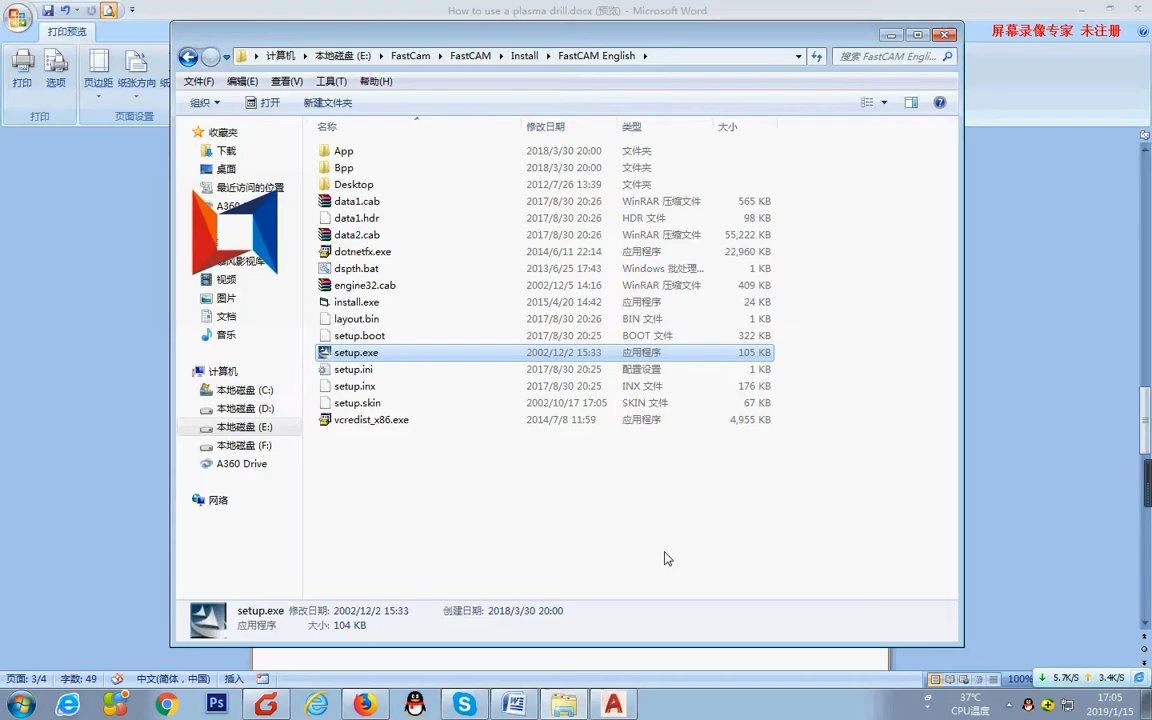 How to use a plasma drill.docx (预览) - Microsoft Word
打印预览
屏幕录像专家 未注册
打印 选项 页边距 纸张方向 纸
打印 页面设置
计算机 本地磁盘 (E:) FastCam FastCAM Install FastCAM English
搜索 FastCAM Engli...
文件(F) 编辑(E) 查看(V) 工具(T) 帮助(H)
组织 打开 新建文件夹
名称 修改日期 类型 大小
收藏夹
下载
桌面
最近访问的位置
A360
暴风影视库
视频
图片
文档
音乐
计算机
本地磁盘 (C:)
本地磁盘 (D:)
本地磁盘 (E:)
本地磁盘 (F:)
A360 Drive
网络
App 2018/3/30 20:00 文件夹
Bpp 2018/3/30 20:00 文件夹
Desktop 2012/7/26 13:39 文件夹
data1.cab 2017/8/30 20:26 WinRAR 压缩文件 565 KB
data1.hdr 2017/8/30 20:26 HDR 文件 98 KB
data2.cab 2017/8/30 20:26 WinRAR 压缩文件 55,222 KB
dotnetfx.exe 2014/6/11 22:14 应用程序 22,960 KB
dspth.bat 2013/6/25 17:43 Windows 批处理... 1 KB
engine32.cab 2002/12/5 14:16 WinRAR 压缩文件 409 KB
install.exe 2015/4/20 14:42 应用程序 24 KB
layout.bin 2017/8/30 20:26 BIN 文件 1 KB
setup.boot 2017/8/30 20:25 BOOT 文件 322 KB
setup.exe 2002/12/2 15:33 应用程序 105 KB
setup.ini 2017/8/30 20:25 配置设置 1 KB
setup.inx 2017/8/30 20:25 INX 文件 176 KB
setup.skin 2002/10/17 17:05 SKIN 文件 67 KB
vcredist_x86.exe 2014/7/8 11:59 应用程序 4,955 KB
setup.exe 修改日期: 2002/12/2 15:33 创建日期: 2018/3/30 20:00
应用程序 大小: 104 KB
页面: 3/4 字数: 49 中文(简体，中国) 插入 100% 5.7K/S 3.4K/S
Ps
37℃
CPU温度
17:05
2019/1/15